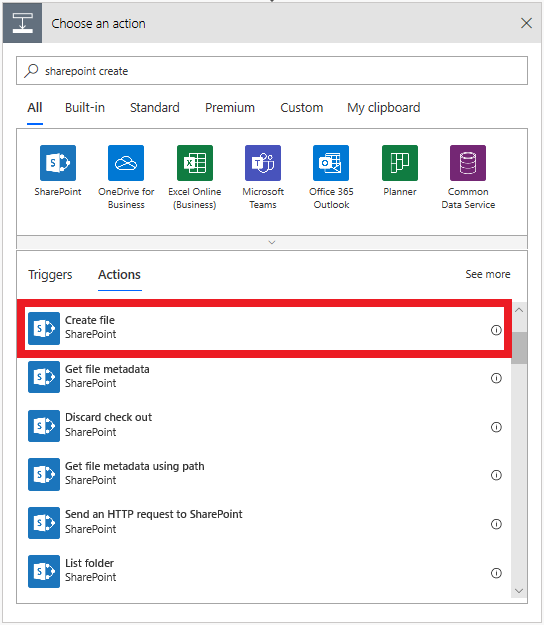 Choose an action
sharepoint create
All Built-in Standard Premium Custom My clipboard
SharePoint
OneDrive for
Business
Excel Online
(Business)
Microsoft
Teams
Office 365
Outlook
Planner
Common
Data Service
Triggers Actions See more
Create file
SharePoint
Get file metadata
SharePoint
Discard check out
SharePoint
Get file metadata using path
SharePoint
Send an HTTP request to SharePoint
SharePoint
List folder
SharePoint